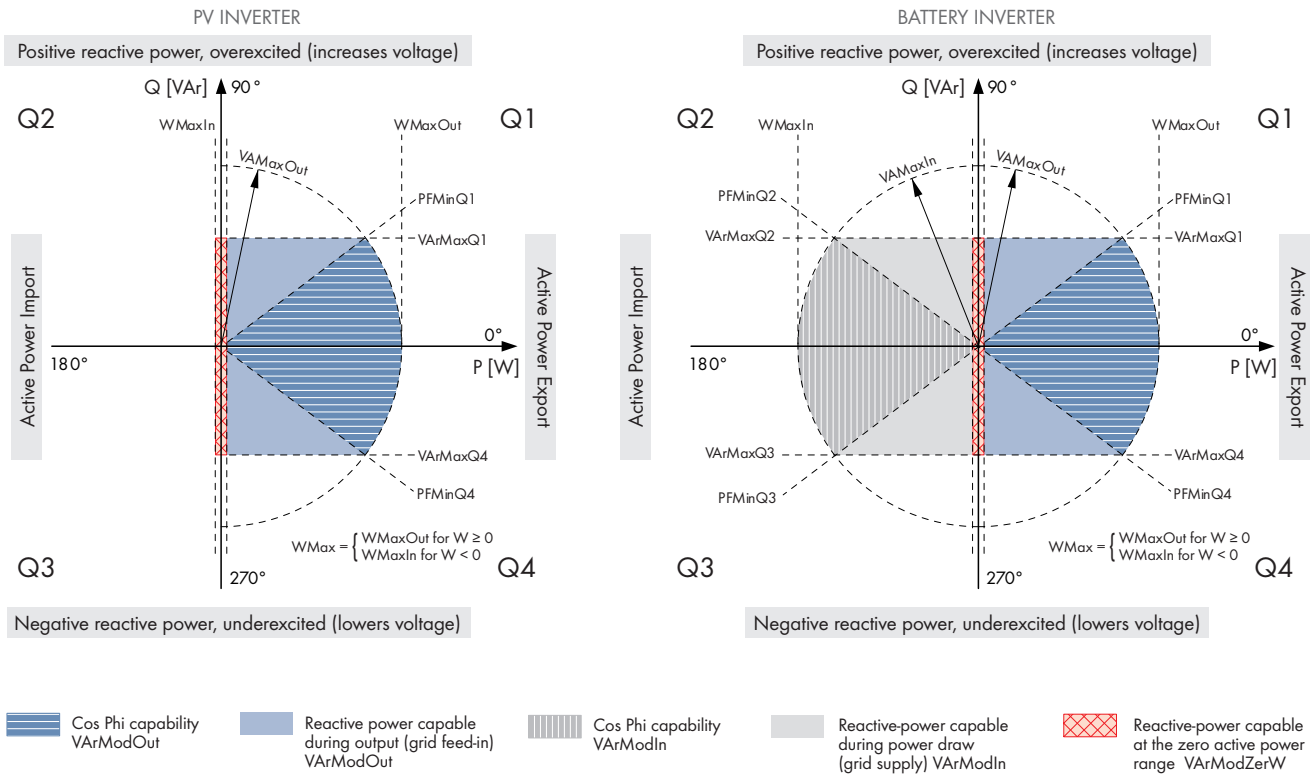 PV INVERTER
Positive reactive power, overexcited (increases voltage)
Q [VAr]
90°
Q2
Q1
WMaxIn
WMaxOut
VAMaxOut
PFMinQ1
VArMaxQ1
Active Power Import
Active Power Export
180°
0°
P [W]
VArMaxQ4
PFMinQ4
WMax = { WMaxOut for W ≥ 0
WMaxIn for W < 0
Q3
Q4
270°
Negative reactive power, underexcited (lowers voltage)
BATTERY INVERTER
Positive reactive power, overexcited (increases voltage)
Q [VAr]
90°
Q2
Q1
WMaxIn
WMaxOut
VAMaxIn
VAMaxOut
PFMinQ2
PFMinQ1
VArMaxQ2
VArMaxQ1
Active Power Import
Active Power Export
180°
0°
P [W]
VArMaxQ3
VArMaxQ4
PFMinQ3
PFMinQ4
WMax = { WMaxOut for W ≥ 0
WMaxIn for W < 0
Q3
Q4
270°
Negative reactive power, underexcited (lowers voltage)
Cos Phi capability
VArModOut
Reactive power capable
during output (grid feed-in)
VArModOut
Cos Phi capability
VArModIn
Reactive-power capable
during power draw
(grid supply) VArModIn
Reactive-power capable
at the zero active power
range VArModZerW